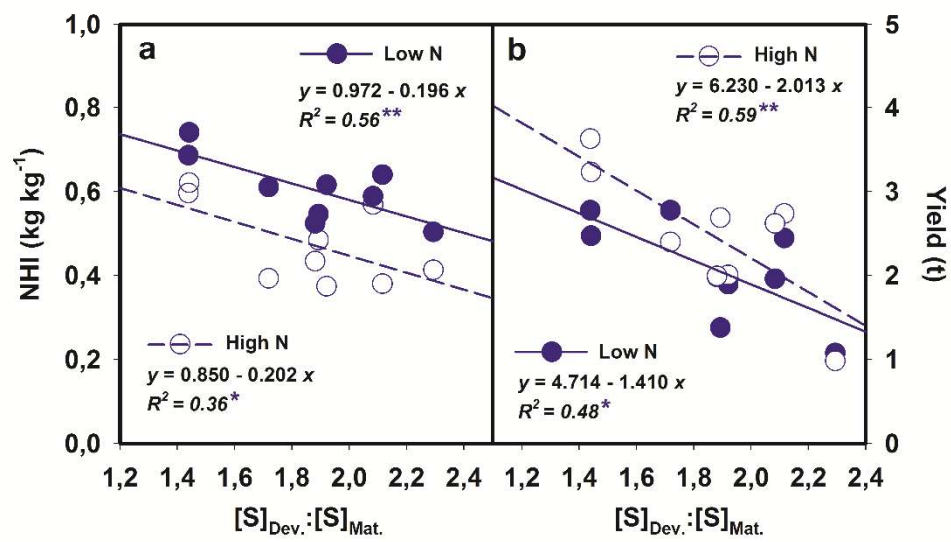 a
Low N
y = 0.972 - 0.196 x
R² = 0.56**
High N
y = 0.850 - 0.202 x
R² = 0.36*
NHI (kg kg⁻¹)
1,0
0,8
0,6
0,4
0,2
0,0
1,2 1,4 1,6 1,8 2,0 2,2 2,4
[S]Dev.:[S]Mat.
b
High N
y = 6.230 - 2.013 x
R² = 0.59**
Low N
y = 4.714 - 1.410 x
R² = 0.48*
1,2 1,4 1,6 1,8 2,0 2,2 2,4
[S]Dev.:[S]Mat.
5
4
3
2
1
0
Yield (t)